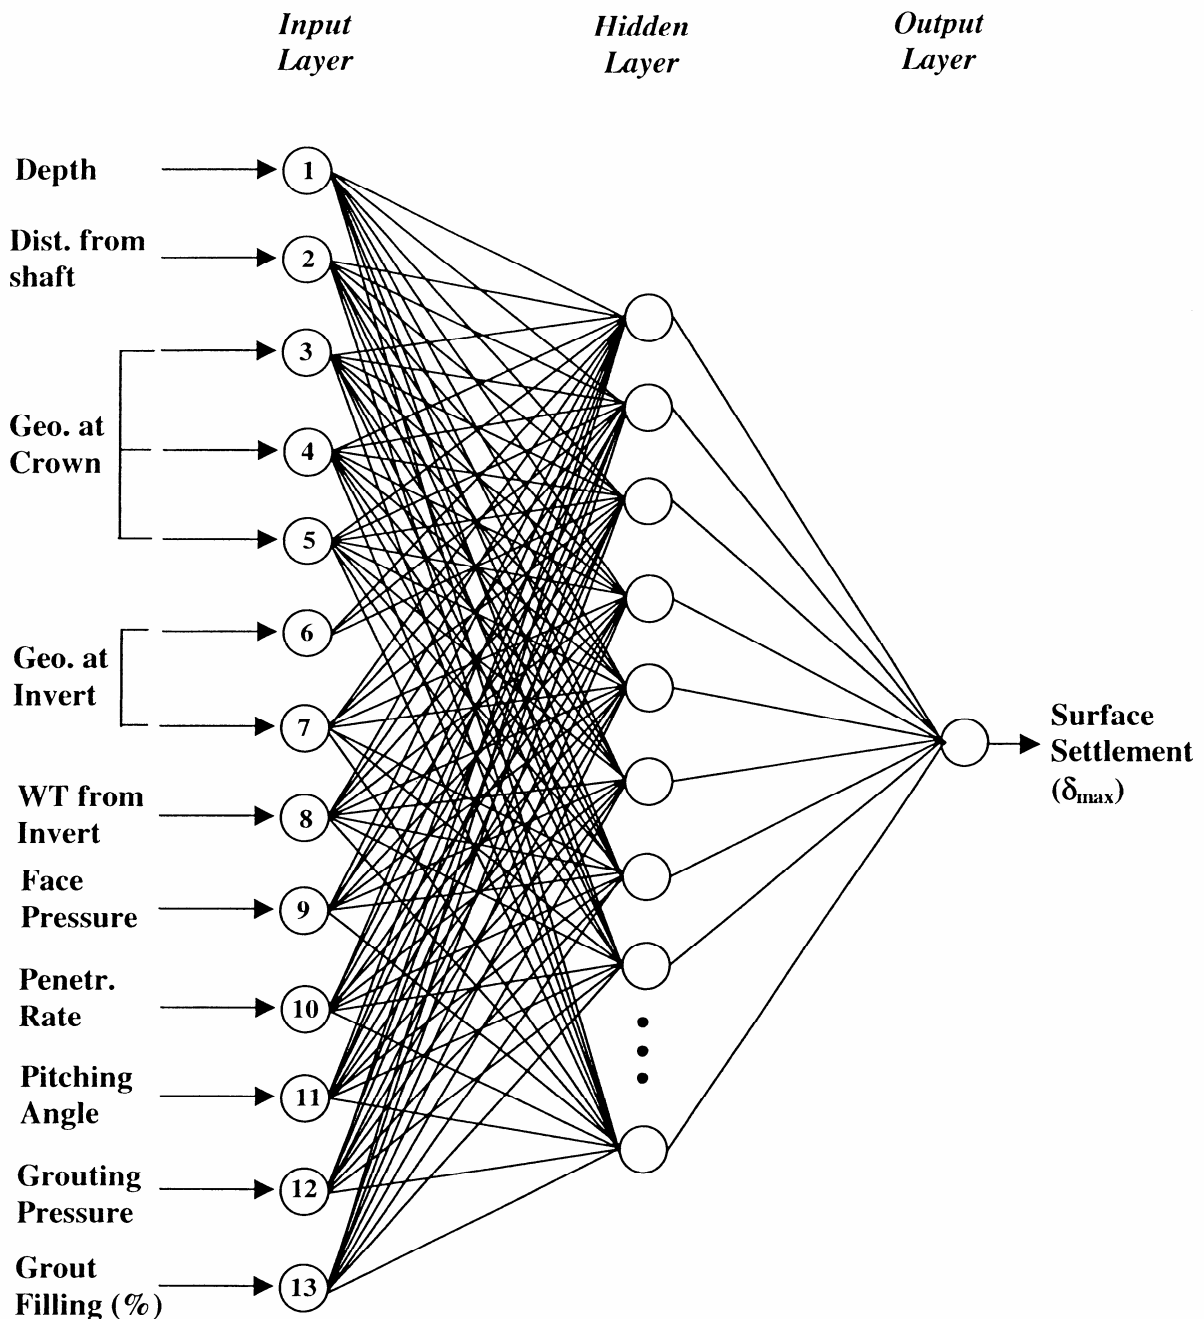 Input
Layer
Hidden
Layer
Output
Layer
Depth
1
Dist. from
shaft
2
3
Geo. at
Crown
4
5
6
Geo. at
Invert
7
WT from
Invert
8
Face
Pressure
9
Penetr.
Rate
10
Pitching
Angle
11
Grouting
Pressure
12
Grout
Filling (%)
13
Surface
Settlement
(δmax)